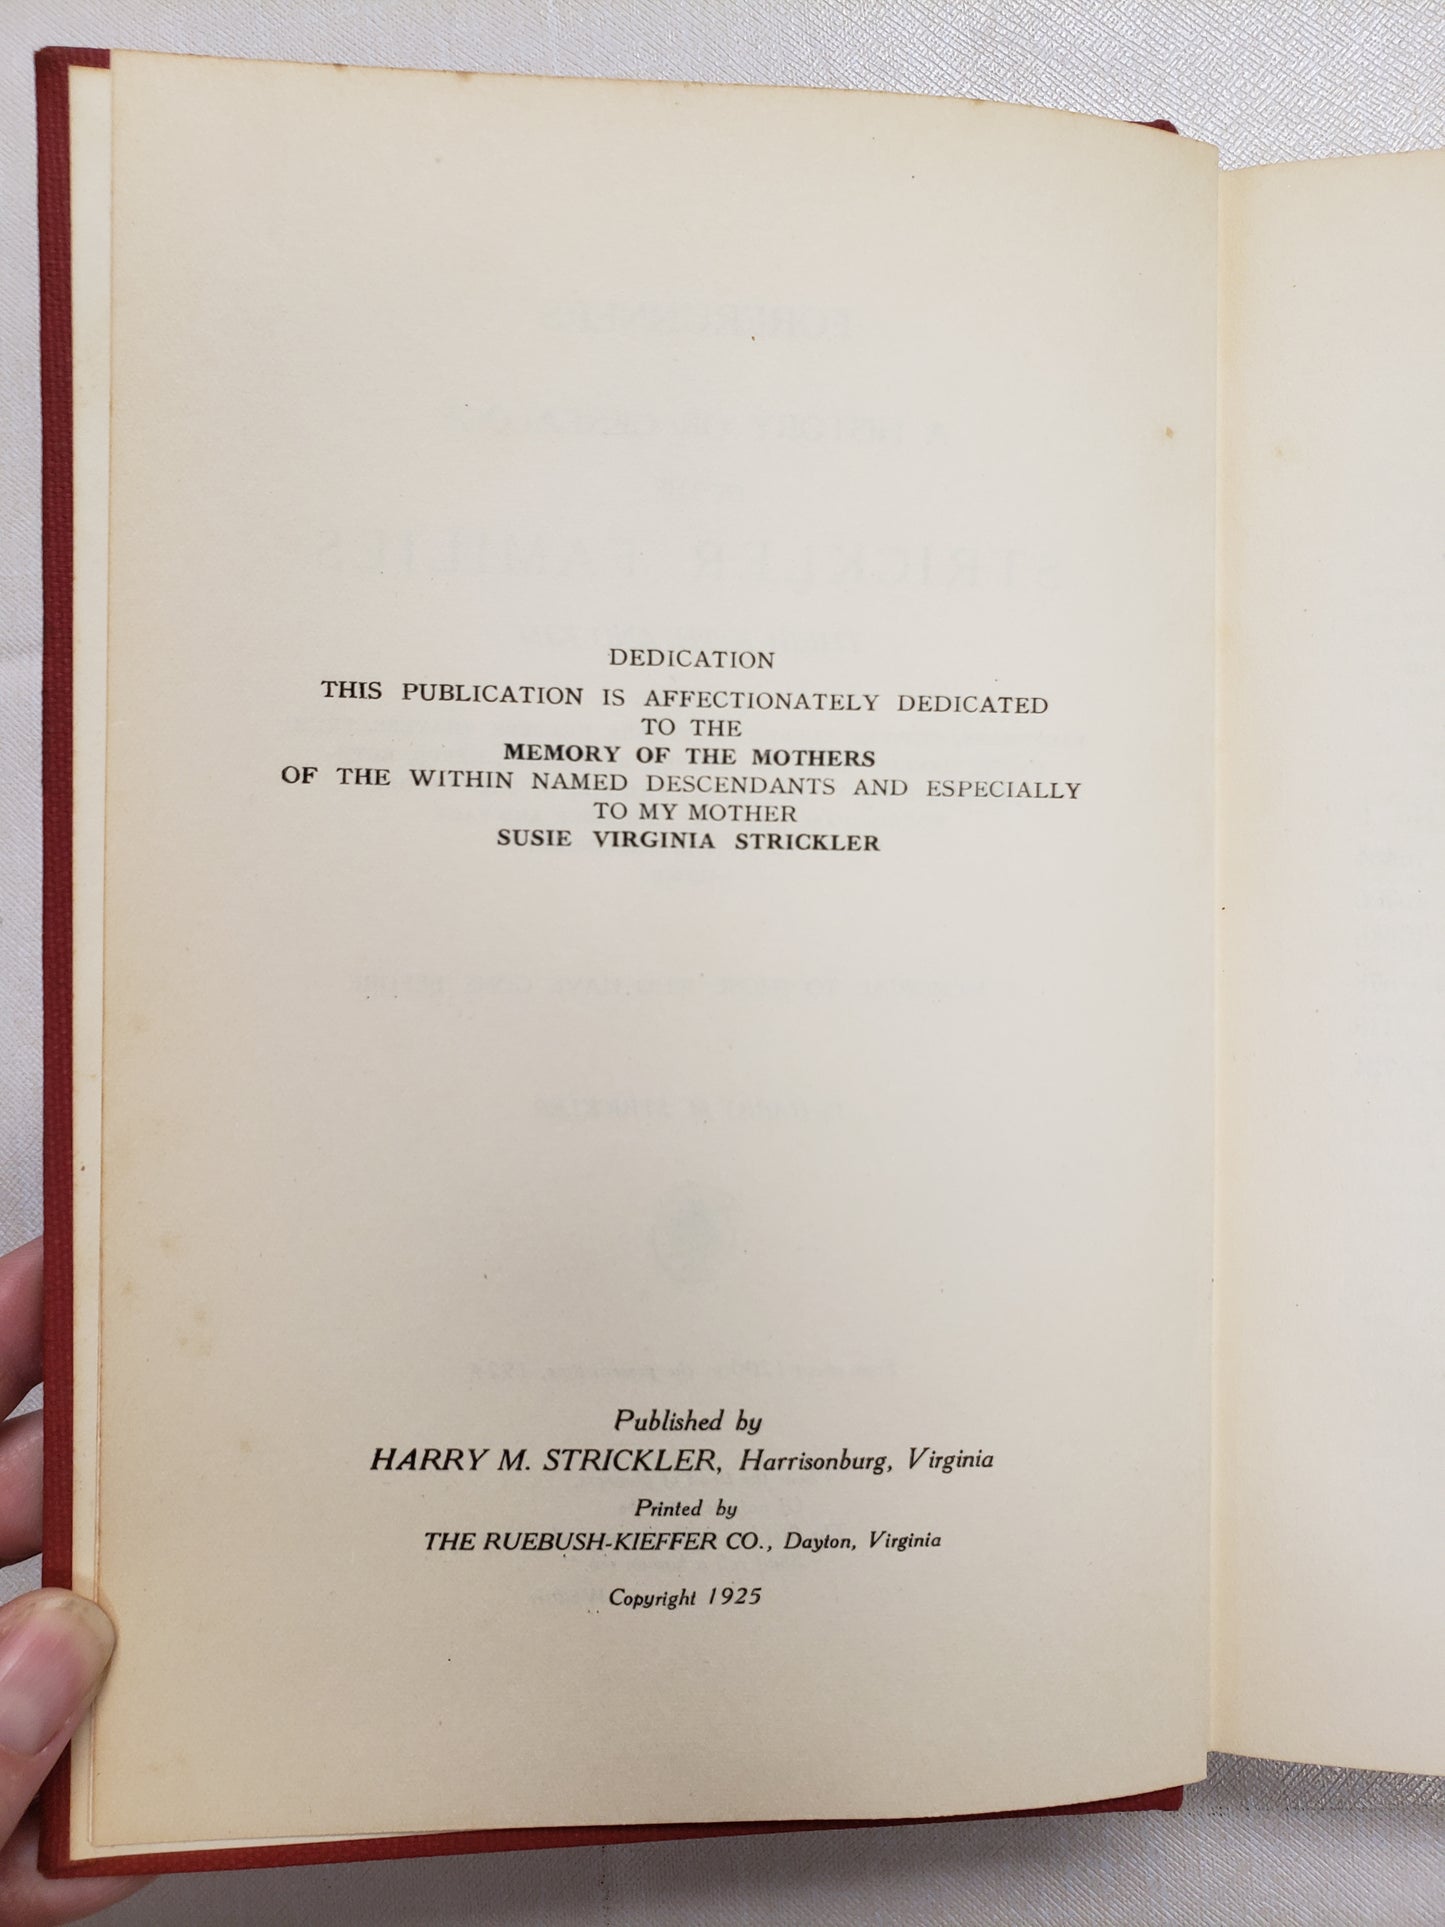 DEDICATION
THIS PUBLICATION IS AFFECTIONATELY DEDICATED
TO THE
MEMORY OF THE MOTHERS
OF THE WITHIN NAMED DESCENDANTS AND ESPECIALLY
TO MY MOTHER
SUSIE VIRGINIA STRICKLER
Published by
HARRY M. STRICKLER, Harrisonburg, Virginia
Printed by
THE RUEBUSH-KIEFFER CO., Dayton, Virginia
Copyright 1925